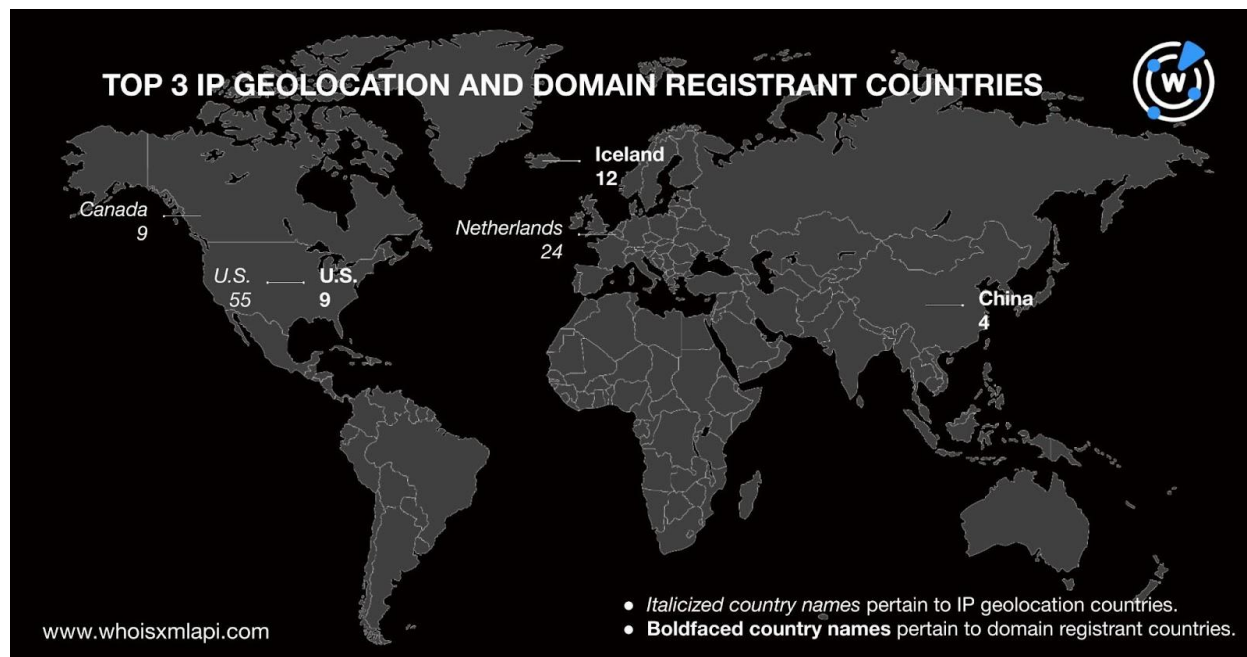 TOP 3 IP GEOLOCATION AND DOMAIN REGISTRANT COUNTRIES
W
Iceland
12
Canada
9
Netherlands
24
U.S.
55
U.S.
9
China
4
● Italicized country names pertain to IP geolocation countries.
● Boldfaced country names pertain to domain registrant countries.
www.whoisxmlapi.com